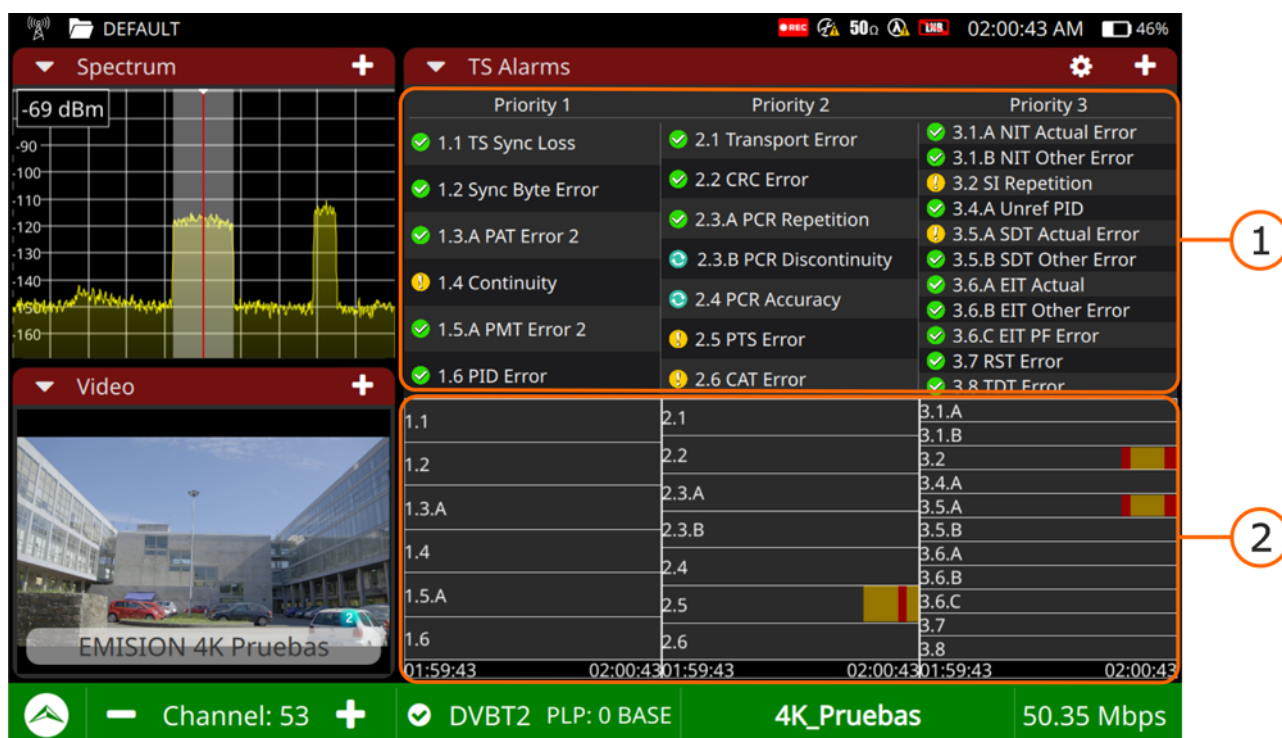 DEFAULT
REC 50Ω LNB 02:00:43 AM 46%
Spectrum
-69 dBm
-90
-100
-110
-120
-130
-140
-150
-160
Video
2
EMISION 4K Pruebas
TS Alarms
Priority 1
1.1 TS Sync Loss
1.2 Sync Byte Error
1.3.A PAT Error 2
1.4 Continuity
1.5.A PMT Error 2
1.6 PID Error
Priority 2
2.1 Transport Error
2.2 CRC Error
2.3.A PCR Repetition
2.3.B PCR Discontinuity
2.4 PCR Accuracy
2.5 PTS Error
2.6 CAT Error
Priority 3
3.1.A NIT Actual Error
3.1.B NIT Other Error
3.2 SI Repetition
3.4.A Unref PID
3.5.A SDT Actual Error
3.5.B SDT Other Error
3.6.A EIT Actual
3.6.B EIT Other Error
3.6.C EIT PF Error
3.7 RST Error
3.8 TDT Error
1
1.1
1.2
1.3.A
1.4
1.5.A
1.6
01:59:43 02:00:43
2.1
2.2
2.3.A
2.3.B
2.4
2.5
2.6
01:59:43 02:00:43
3.1.A
3.1.B
3.2
3.4.A
3.5.A
3.5.B
3.6.A
3.6.B
3.6.C
3.7
3.8
01:59:43 02:00:43
2
Channel: 53 DVBT2 PLP: 0 BASE 4K_Pruebas 50.35 Mbps